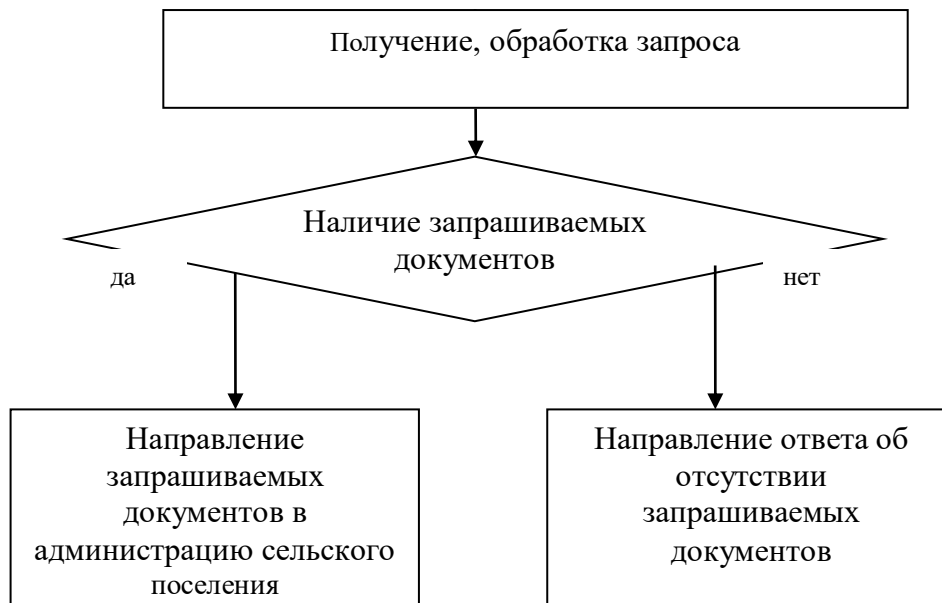 Получение, обработка запроса
Наличие запрашиваемых
документов
да
нет
Направление
запрашиваемых
документов в
администрацию сельского
поселения
Направление ответа об
отсутствии
запрашиваемых
документов